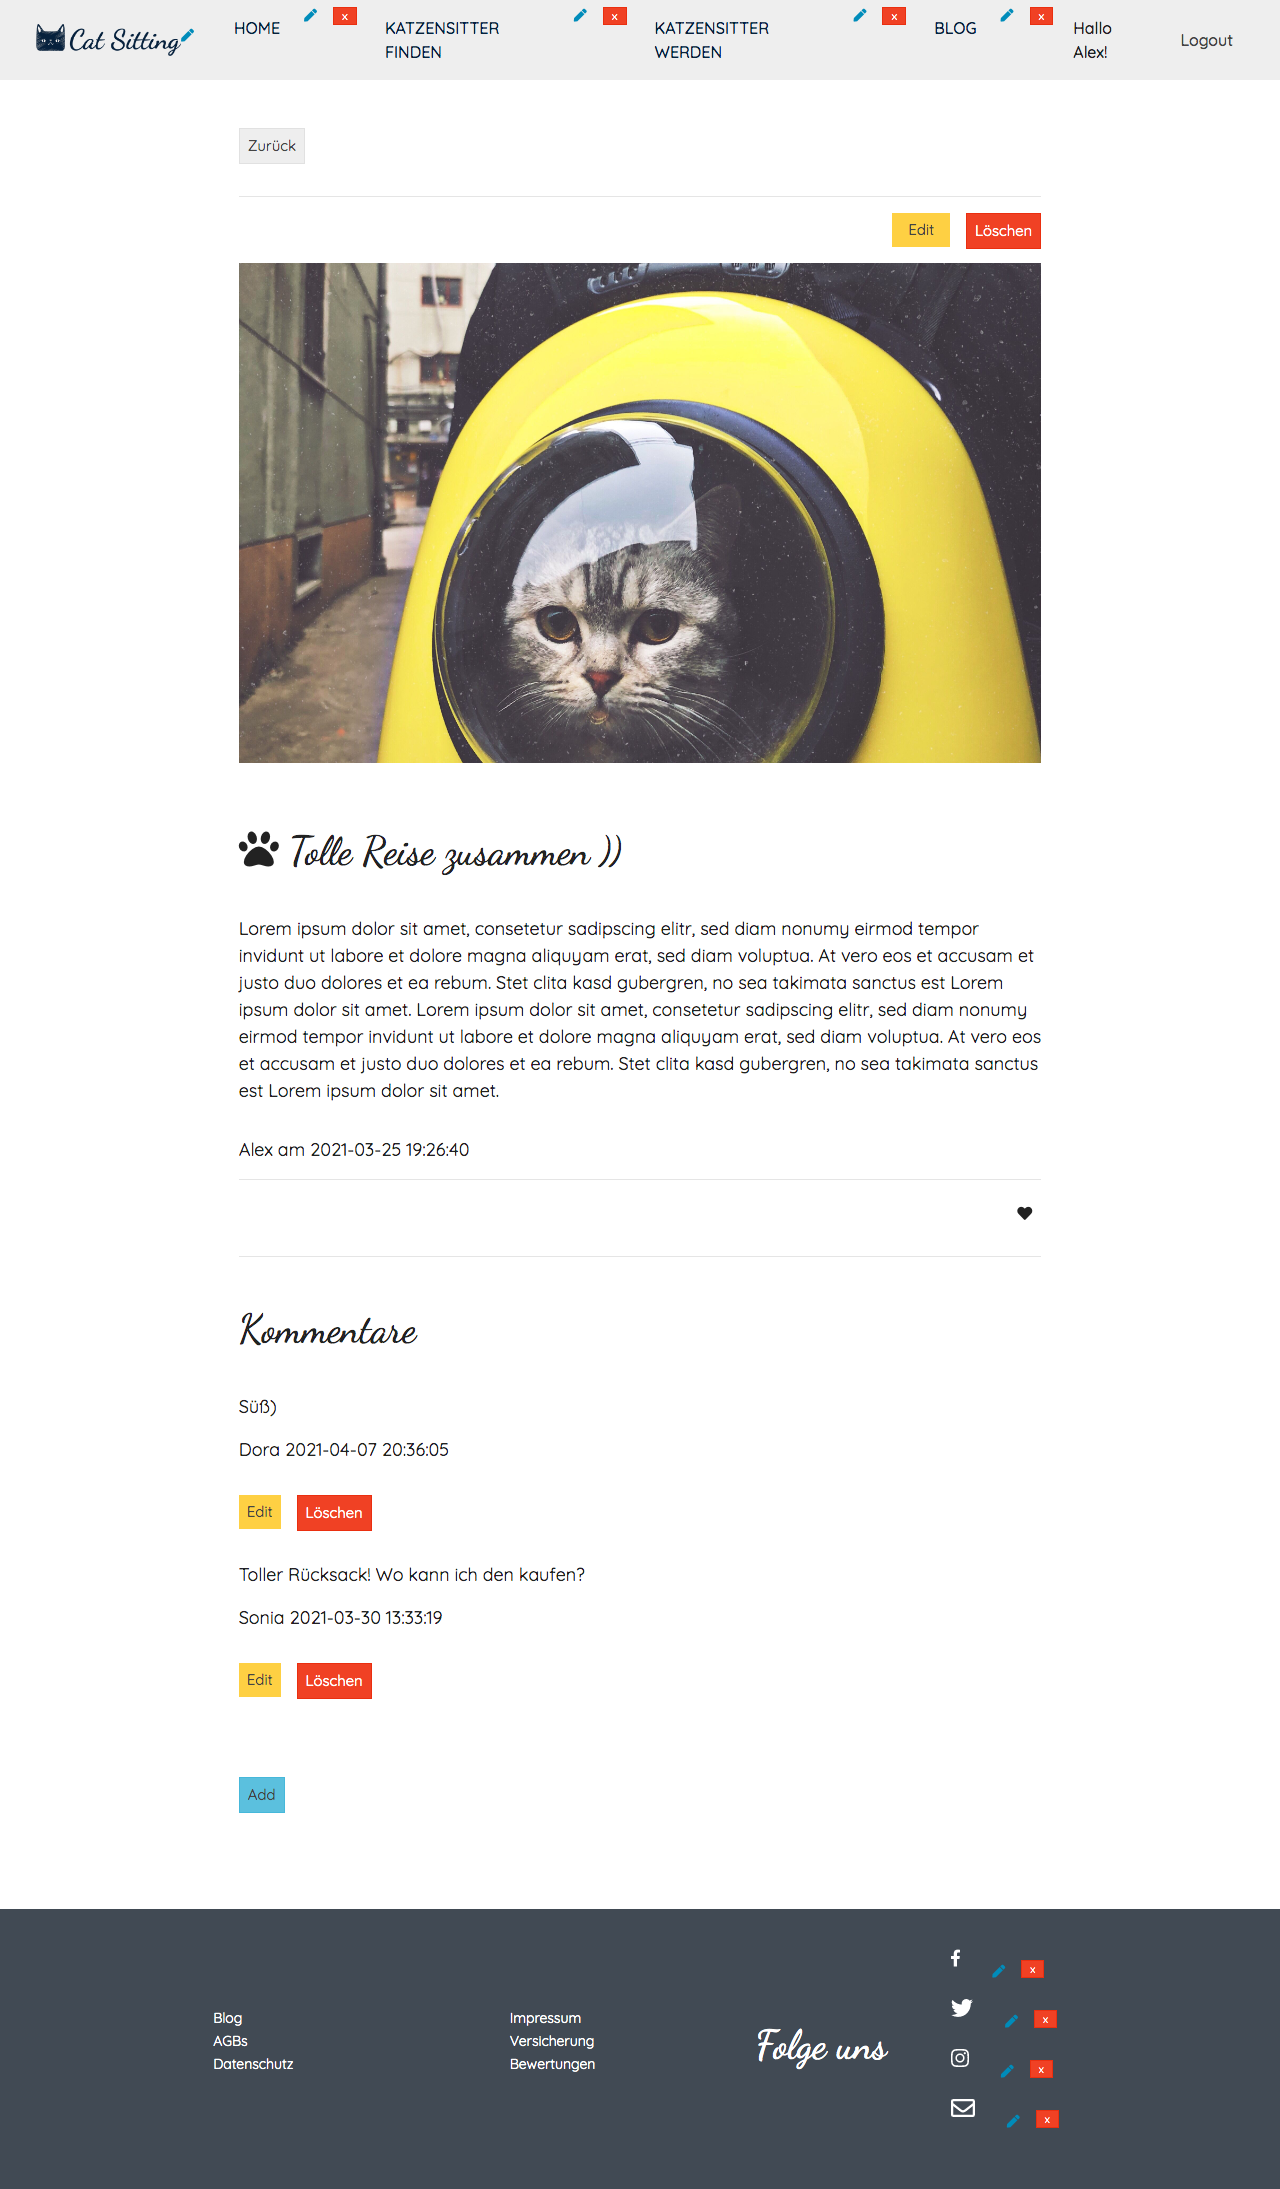 Cat Sitting
HOME
x
KATZENSITTER
FINDEN
x
KATZENSITTER
WERDEN
x
BLOG
x
Hallo
Alex!
Logout
Zurück
Edit
Löschen
Tolle Reise zusammen ))
Lorem ipsum dolor sit amet, consetetur sadipscing elitr, sed diam nonumy eirmod tempor
invidunt ut labore et dolore magna aliquyam erat, sed diam voluptua. At vero eos et accusam et
justo duo dolores et ea rebum. Stet clita kasd gubergren, no sea takimata sanctus est Lorem
ipsum dolor sit amet. Lorem ipsum dolor sit amet, consetetur sadipscing elitr, sed diam nonumy
eirmod tempor invidunt ut labore et dolore magna aliquyam erat, sed diam voluptua. At vero eos
et accusam et justo duo dolores et ea rebum. Stet clita kasd gubergren, no sea takimata sanctus
est Lorem ipsum dolor sit amet.
Alex am 2021-03-25 19:26:40
Kommentare
Süß)
Dora 2021-04-07 20:36:05
Edit
Löschen
Toller Rücksack! Wo kann ich den kaufen?
Sonia 2021-03-30 13:33:19
Edit
Löschen
Add
Blog
AGBs
Datenschutz
Impressum
Versicherung
Bewertungen
Folge uns
x
x
x
x